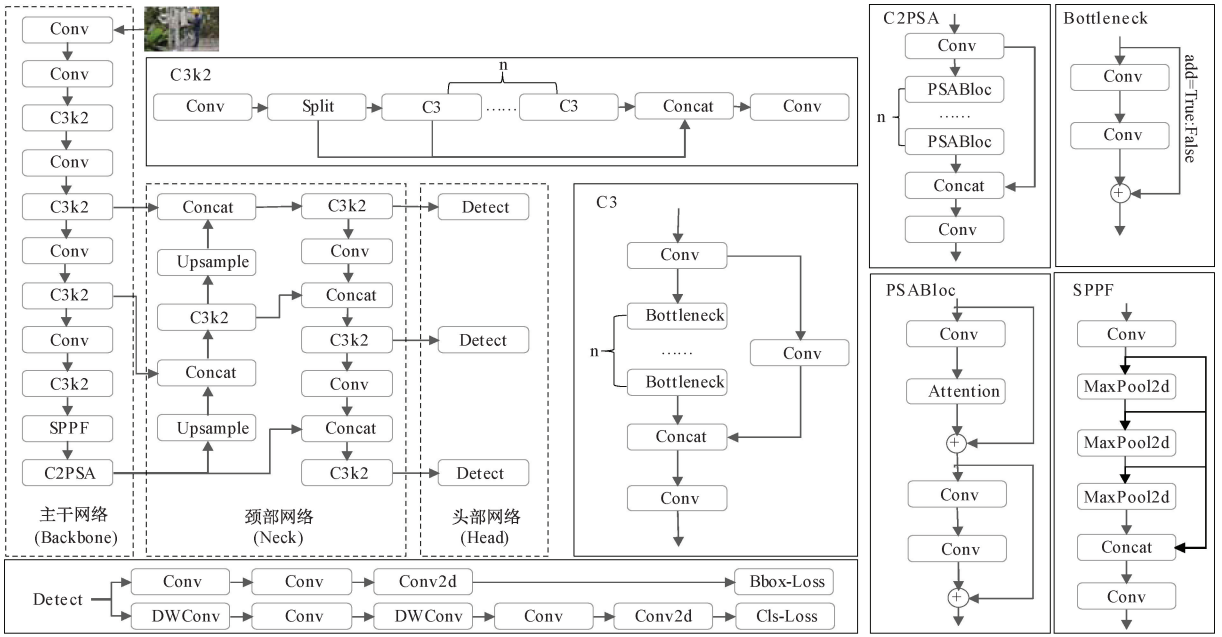 Conv
Conv
C3k2
Conv
C3k2
Conv
C3k2
Conv
C3k2
SPPF
C2PSA
主干网络
(Backbone)
C3k2
n
Conv
Split
C3
……
C3
Concat
Conv
Concat
Upsample
C3k2
Concat
Upsample
C3k2
Conv
Concat
C3k2
Conv
Concat
C3k2
颈部网络
(Neck)
Detect
Detect
Detect
头部网络
(Head)
C3
Conv
Bottleneck
n
……
Bottleneck
Conv
Concat
Conv
C2PSA
Conv
PSABloc
n
……
PSABloc
Concat
Conv
Bottleneck
Conv
Conv
add=True:False
PSABloc
Conv
Attention
Conv
Conv
SPPF
Conv
MaxPool2d
MaxPool2d
MaxPool2d
Concat
Conv
Detect
Conv
Conv
Conv2d
Bbox-Loss
DWConv
Conv
DWConv
Conv
Conv2d
Cls-Loss